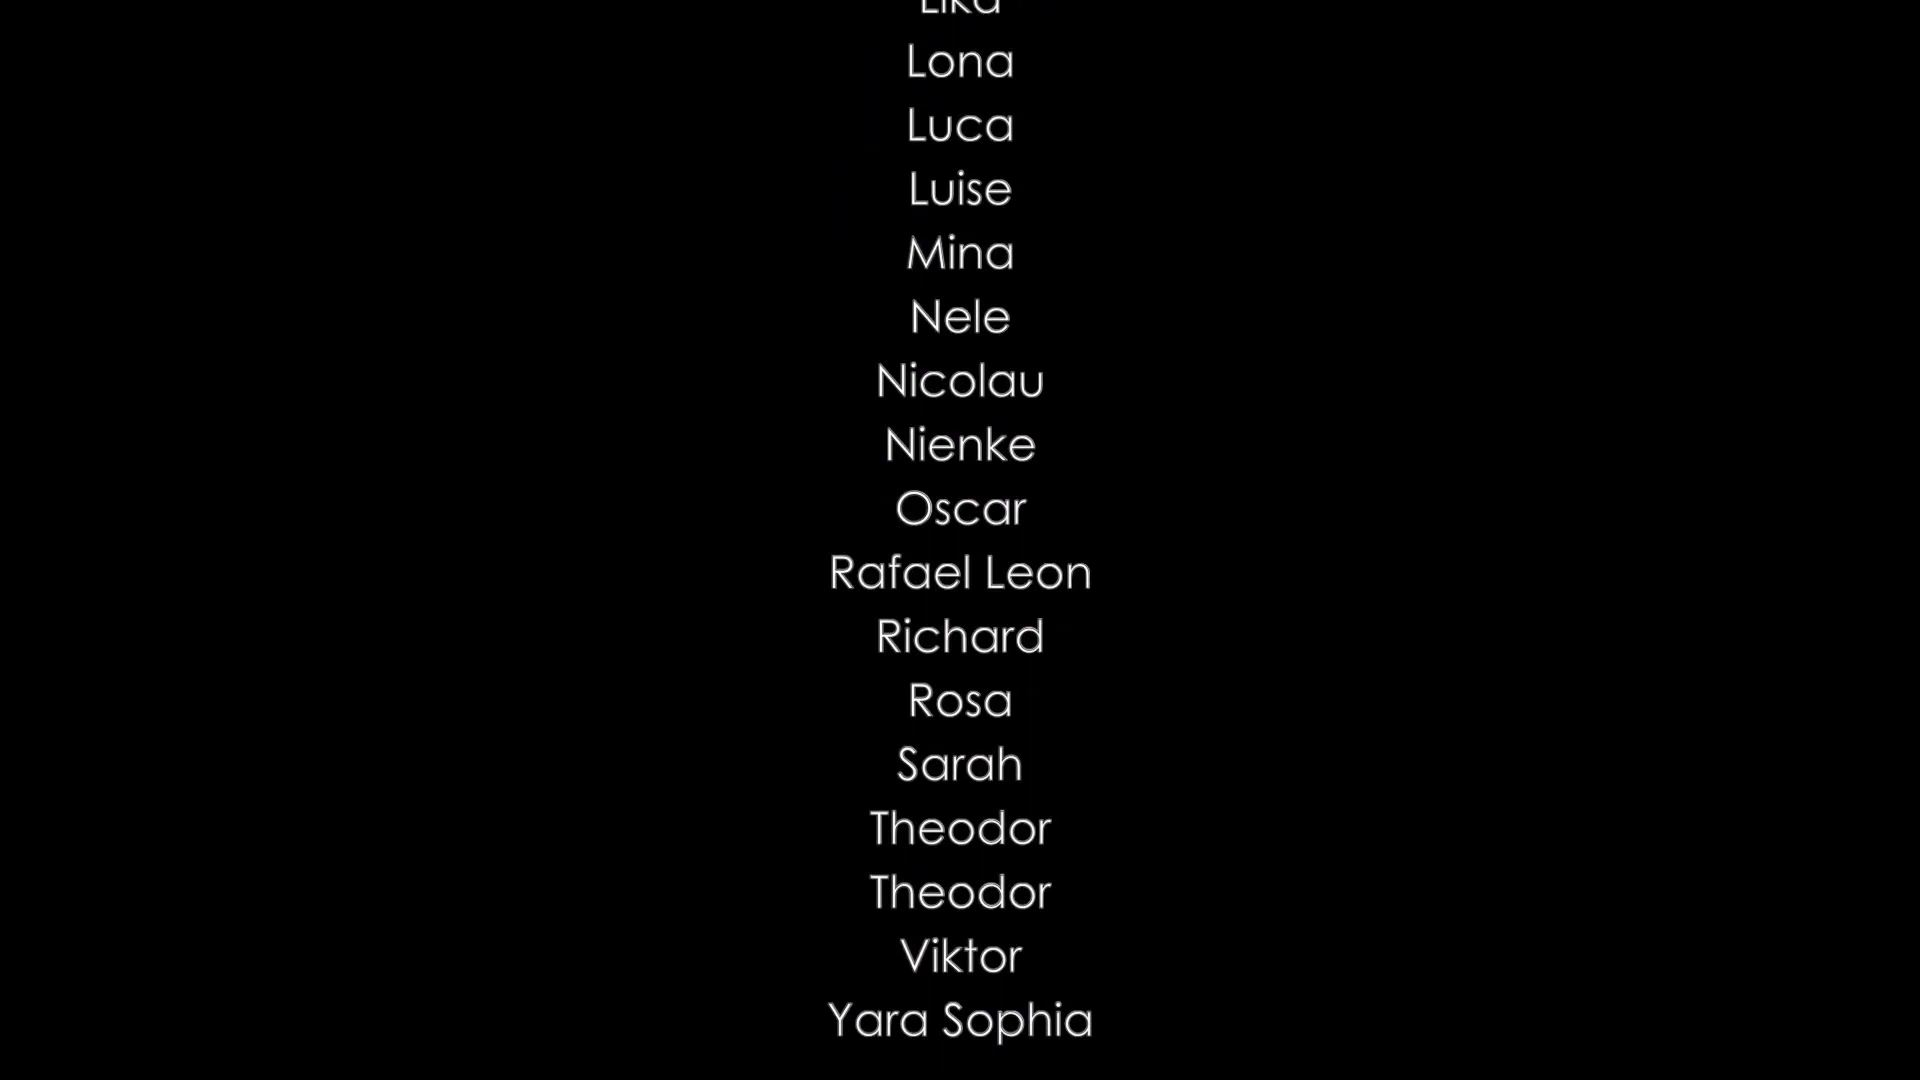 Lona
Luca
Luise
Mina
Nele
Nicolau
Nienke
Oscar
Rafael Leon
Richard
Rosa
Sarah
Theodor
Theodor
Viktor
Yara Sophia